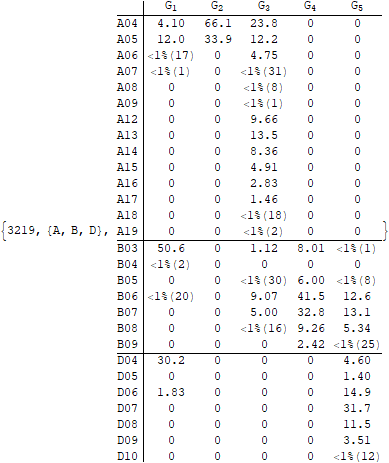 G1 G2 G3 G4 G5
A04 4.10 66.1 23.8 0 0
A05 12.0 33.9 12.2 0 0
A06 <1%(17) 0 4.75 0 0
A07 <1%(1) 0 <1%(31) 0 0
A08 0 0 <1%(8) 0 0
A09 0 0 <1%(1) 0 0
A12 0 0 9.66 0 0
A13 0 0 13.5 0 0
A14 0 0 8.36 0 0
A15 0 0 4.91 0 0
A16 0 0 2.83 0 0
A17 0 0 1.46 0 0
A18 0 0 <1%(18) 0 0
{3219, {A, B, D}, A19 0 0 <1%(2) 0 0 }
B03 50.6 0 1.12 8.01 <1%(1)
B04 <1%(2) 0 0 0 0
B05 0 0 <1%(30) 6.00 <1%(8)
B06 <1%(20) 0 9.07 41.5 12.6
B07 0 0 5.00 32.8 13.1
B08 0 0 <1%(16) 9.26 5.34
B09 0 0 0 2.42 <1%(25)
D04 30.2 0 0 0 4.60
D05 0 0 0 0 1.40
D06 1.83 0 0 0 14.9
D07 0 0 0 0 31.7
D08 0 0 0 0 11.5
D09 0 0 0 0 3.51
D10 0 0 0 0 <1%(12)